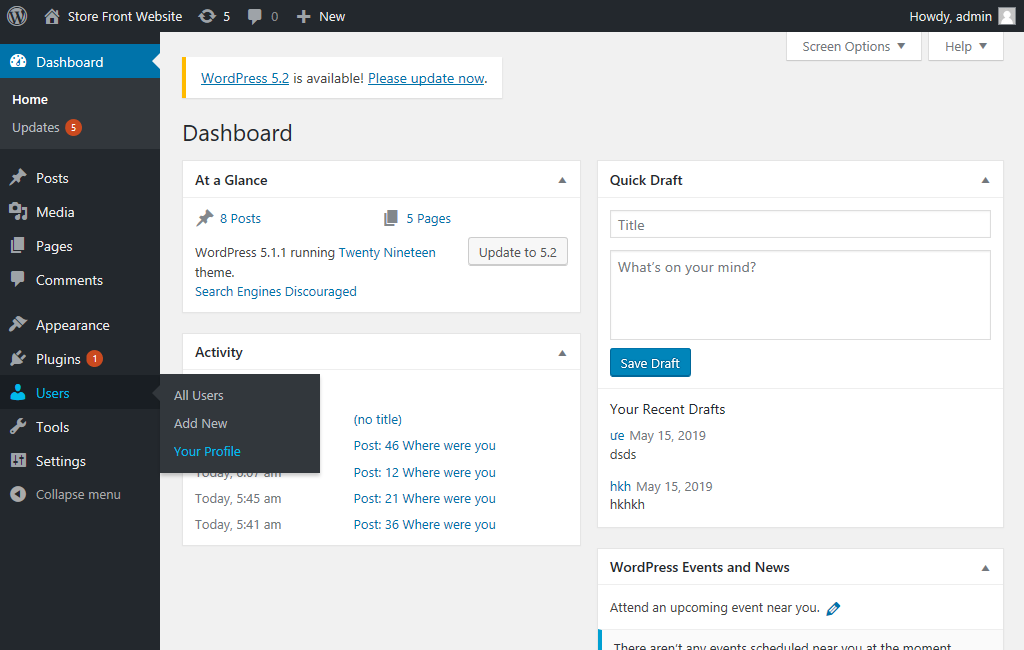 Store Front Website 5 0 New Howdy, admin
Dashboard
Home
Updates 5
Posts
Media
Pages
Comments
Appearance
Plugins 1
Users
Tools
Settings
Collapse menu
All Users
Add New
Your Profile
Screen Options Help
WordPress 5.2 is available! Please update now.
Dashboard
At a Glance
8 Posts 5 Pages
WordPress 5.1.1 running Twenty Nineteen
theme.
Update to 5.2
Search Engines Discouraged
Activity
(no title)
Post: 46 Where were you
Today, 6:07 am Post: 12 Where were you
Today, 5:45 am Post: 21 Where were you
Today, 5:41 am Post: 36 Where were you
Quick Draft
Title
What's on your mind?
Save Draft
Your Recent Drafts
ưe May 15, 2019
dsds
hkh May 15, 2019
hkhkh
WordPress Events and News
Attend an upcoming event near you.
There aren't any events scheduled near you at the moment.